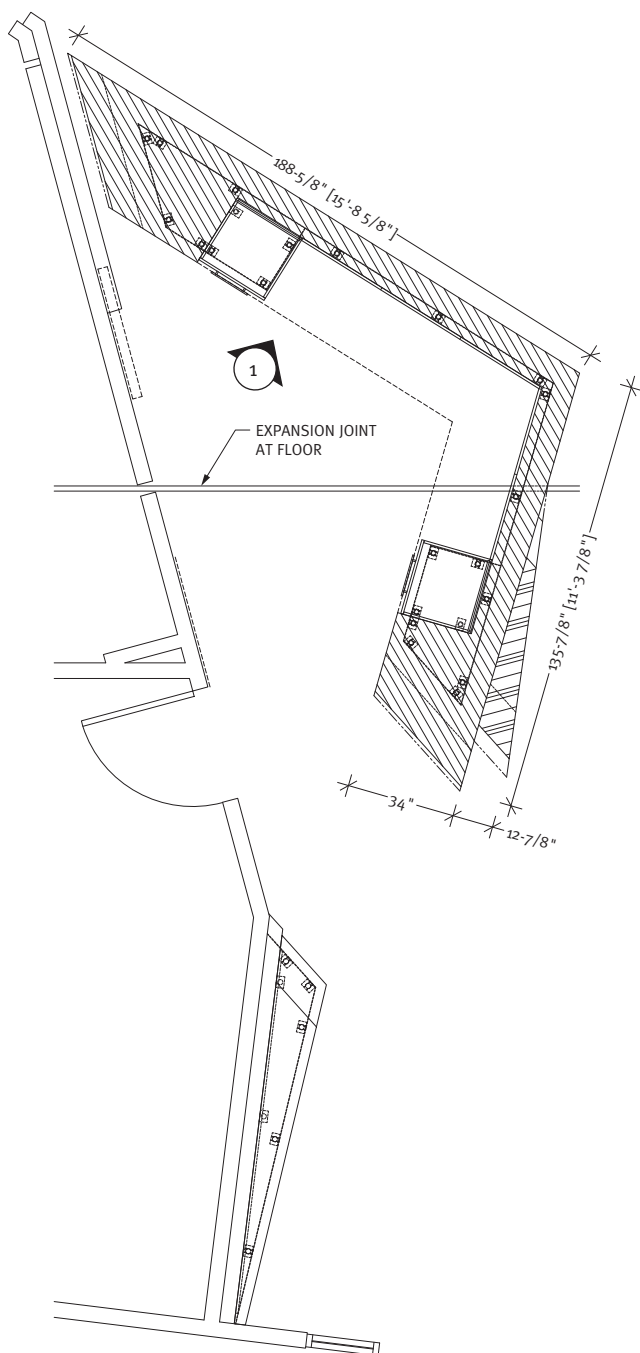 188-5/8" [15'-8 5/8"]
1
EXPANSION JOINT
AT FLOOR
135-7/8" [11'-3 7/8"]
34"
12-7/8"